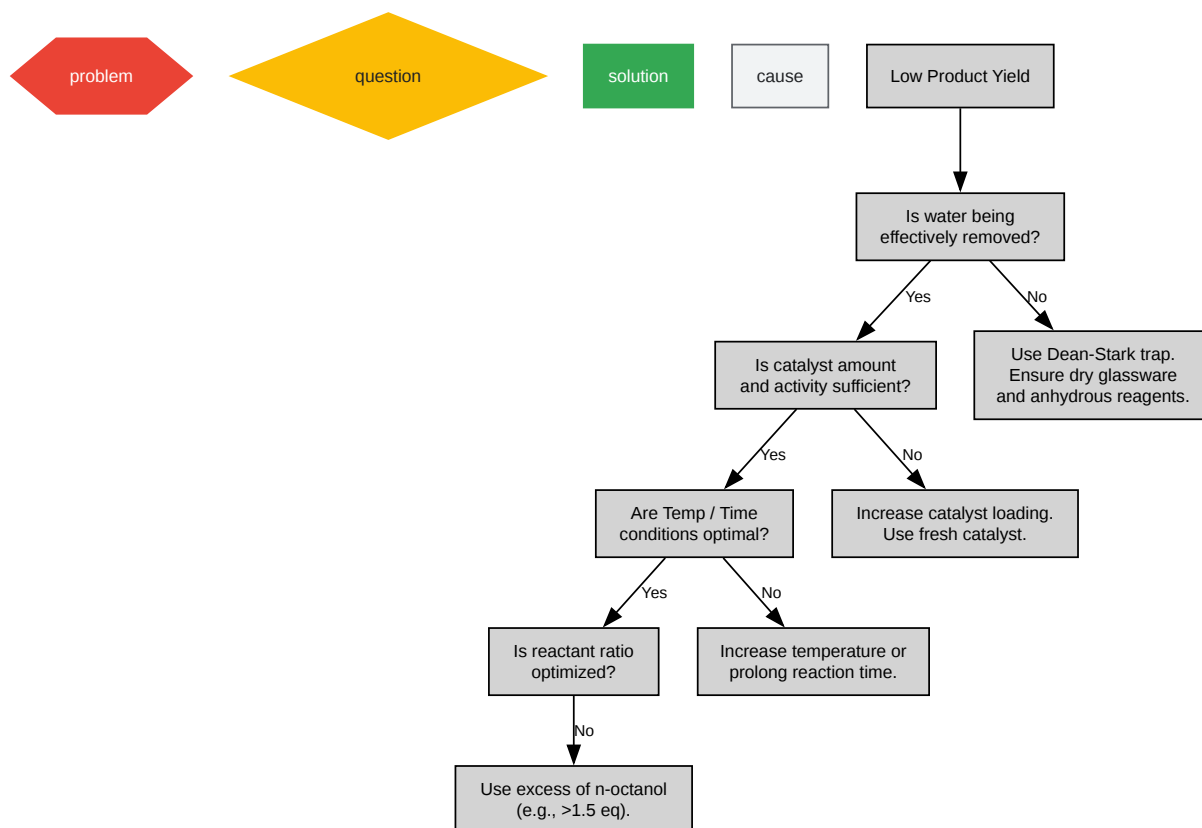 problem
question
solution
cause
Low Product Yield
Is water being
effectively removed?
Yes
No
Is catalyst amount
and activity sufficient?
Use Dean-Stark trap.
Ensure dry glassware
and anhydrous reagents.
Yes
No
Are Temp / Time
conditions optimal?
Increase catalyst loading.
Use fresh catalyst.
Yes
No
Is reactant ratio
optimized?
Increase temperature or
prolong reaction time.
No
Use excess of n-octanol
(e.g., >1.5 eq).